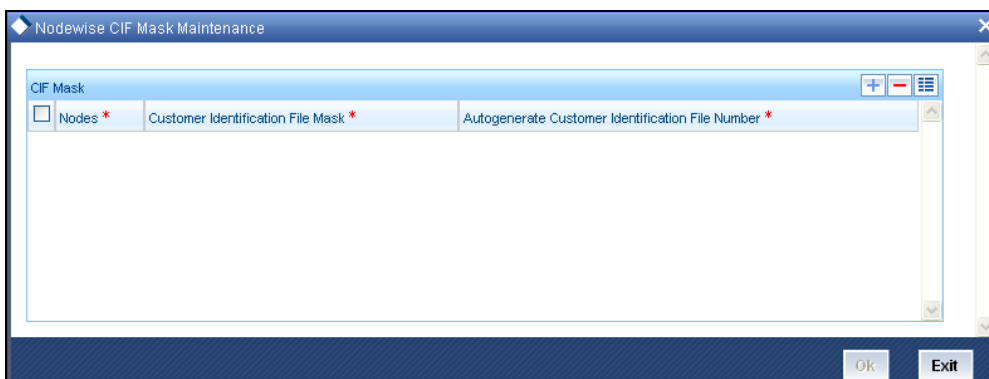 Nodewise CIF Mask Maintenance
CIF Mask
Nodes * Customer Identification File Mask * Autogenerate Customer Identification File Number *
Ok Exit